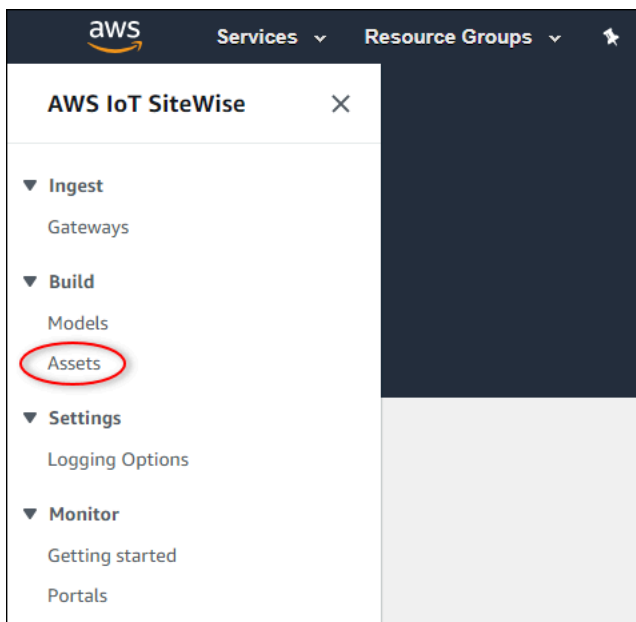 aws Services Resource Groups
AWS IoT SiteWise
Ingest
Gateways
Build
Models
Assets
Settings
Logging Options
Monitor
Getting started
Portals